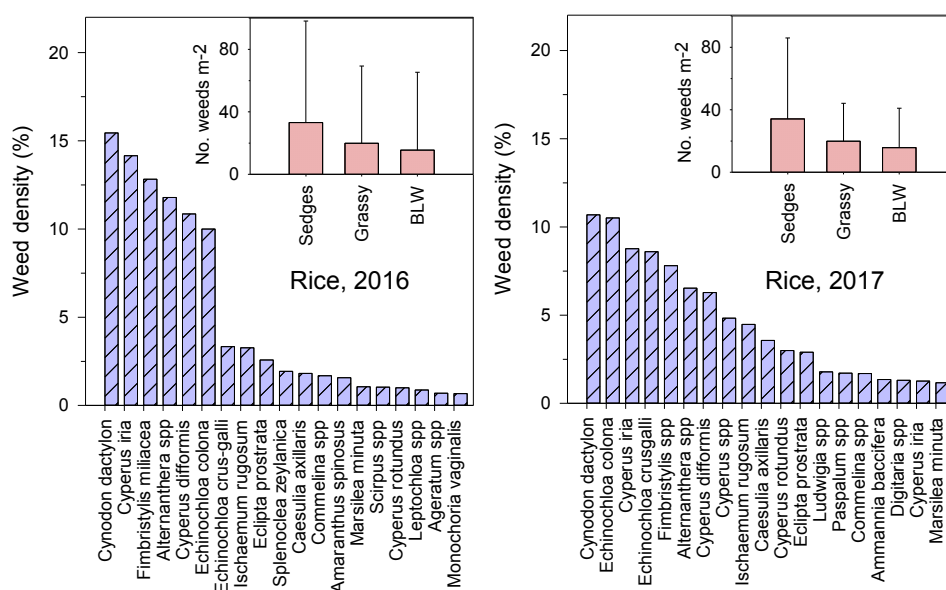 Weed density (%)
20
15
10
5
0
No. weeds m-2
80
40
0
Sedges
Grassy
BLW
Rice, 2016
Cynodon dactylon
Cyperus iria
Fimbristylis miliacea
Alternanthera spp
Cyperus difformis
Echinochloa colona
Echinochloa crus-galli
Ischaemum rugosum
Eclipta prostrata
Splenoclea zeylanica
Caesulia axillaris
Commelina spp
Amaranthus spinosus
Marsilea minuta
Scirpus spp
Cyperus rotundus
Leptochloa spp
Ageratum spp
Monochoria vaginalis
Weed density (%)
20
15
10
5
0
No. weeds m-2
80
40
0
Sedges
Grassy
BLW
Rice, 2017
Cynodon dactylon
Echinochloa colona
Cyperus iria
Echinochloa crusgalli
Fimbristylis spp
Alternanthera spp
Cyperus difformis
Cyperus spp
Ischaemum rugosum
Caesulia axillaris
Cyperus rotundus
Eclipta prostrata
Ludwigia spp
Paspalum spp
Commelina spp
Ammannia baccifera
Digitaria spp
Cyperus iria
Marsilea minuta